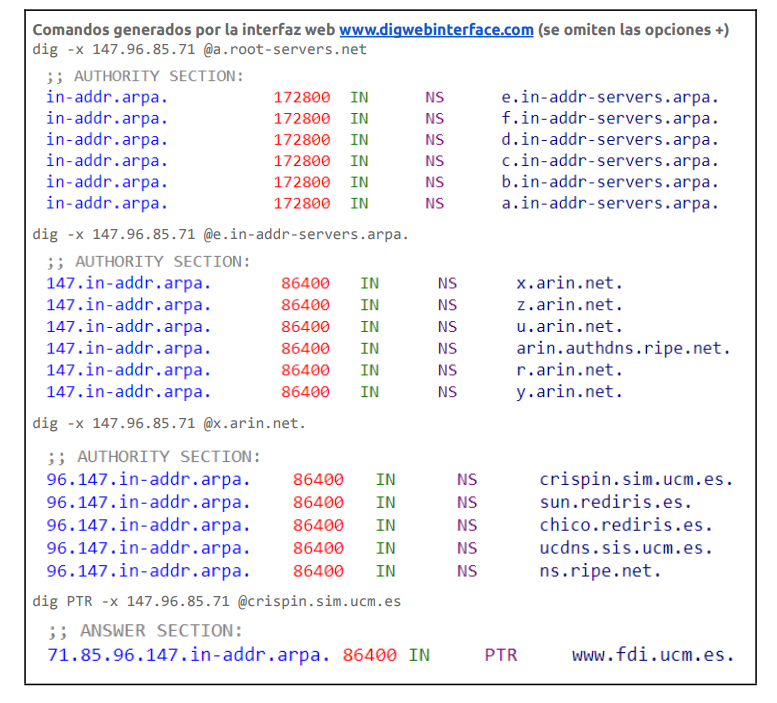 Comandos generados por la interfaz web www.digwebinterface.com (se omiten las opciones +)
dig -x 147.96.85.71 @a.root-servers.net
;; AUTHORITY SECTION:
in-addr.arpa. 172800 IN NS e.in-addr-servers.arpa.
in-addr.arpa. 172800 IN NS f.in-addr-servers.arpa.
in-addr.arpa. 172800 IN NS d.in-addr-servers.arpa.
in-addr.arpa. 172800 IN NS c.in-addr-servers.arpa.
in-addr.arpa. 172800 IN NS b.in-addr-servers.arpa.
in-addr.arpa. 172800 IN NS a.in-addr-servers.arpa.
dig -x 147.96.85.71 @e.in-addr-servers.arpa.
;; AUTHORITY SECTION:
147.in-addr.arpa. 86400 IN NS x.arin.net.
147.in-addr.arpa. 86400 IN NS z.arin.net.
147.in-addr.arpa. 86400 IN NS u.arin.net.
147.in-addr.arpa. 86400 IN NS arin.authdns.ripe.net.
147.in-addr.arpa. 86400 IN NS r.arin.net.
147.in-addr.arpa. 86400 IN NS y.arin.net.
dig -x 147.96.85.71 @x.arin.net.
;; AUTHORITY SECTION:
96.147.in-addr.arpa. 86400 IN NS crispin.sim.ucm.es.
96.147.in-addr.arpa. 86400 IN NS sun.rediris.es.
96.147.in-addr.arpa. 86400 IN NS chico.rediris.es.
96.147.in-addr.arpa. 86400 IN NS ucdns.sis.ucm.es.
96.147.in-addr.arpa. 86400 IN NS ns.ripe.net.
dig PTR -x 147.96.85.71 @crispin.sim.ucm.es
;; ANSWER SECTION:
71.85.96.147.in-addr.arpa. 86400 IN PTR www.fdi.ucm.es.